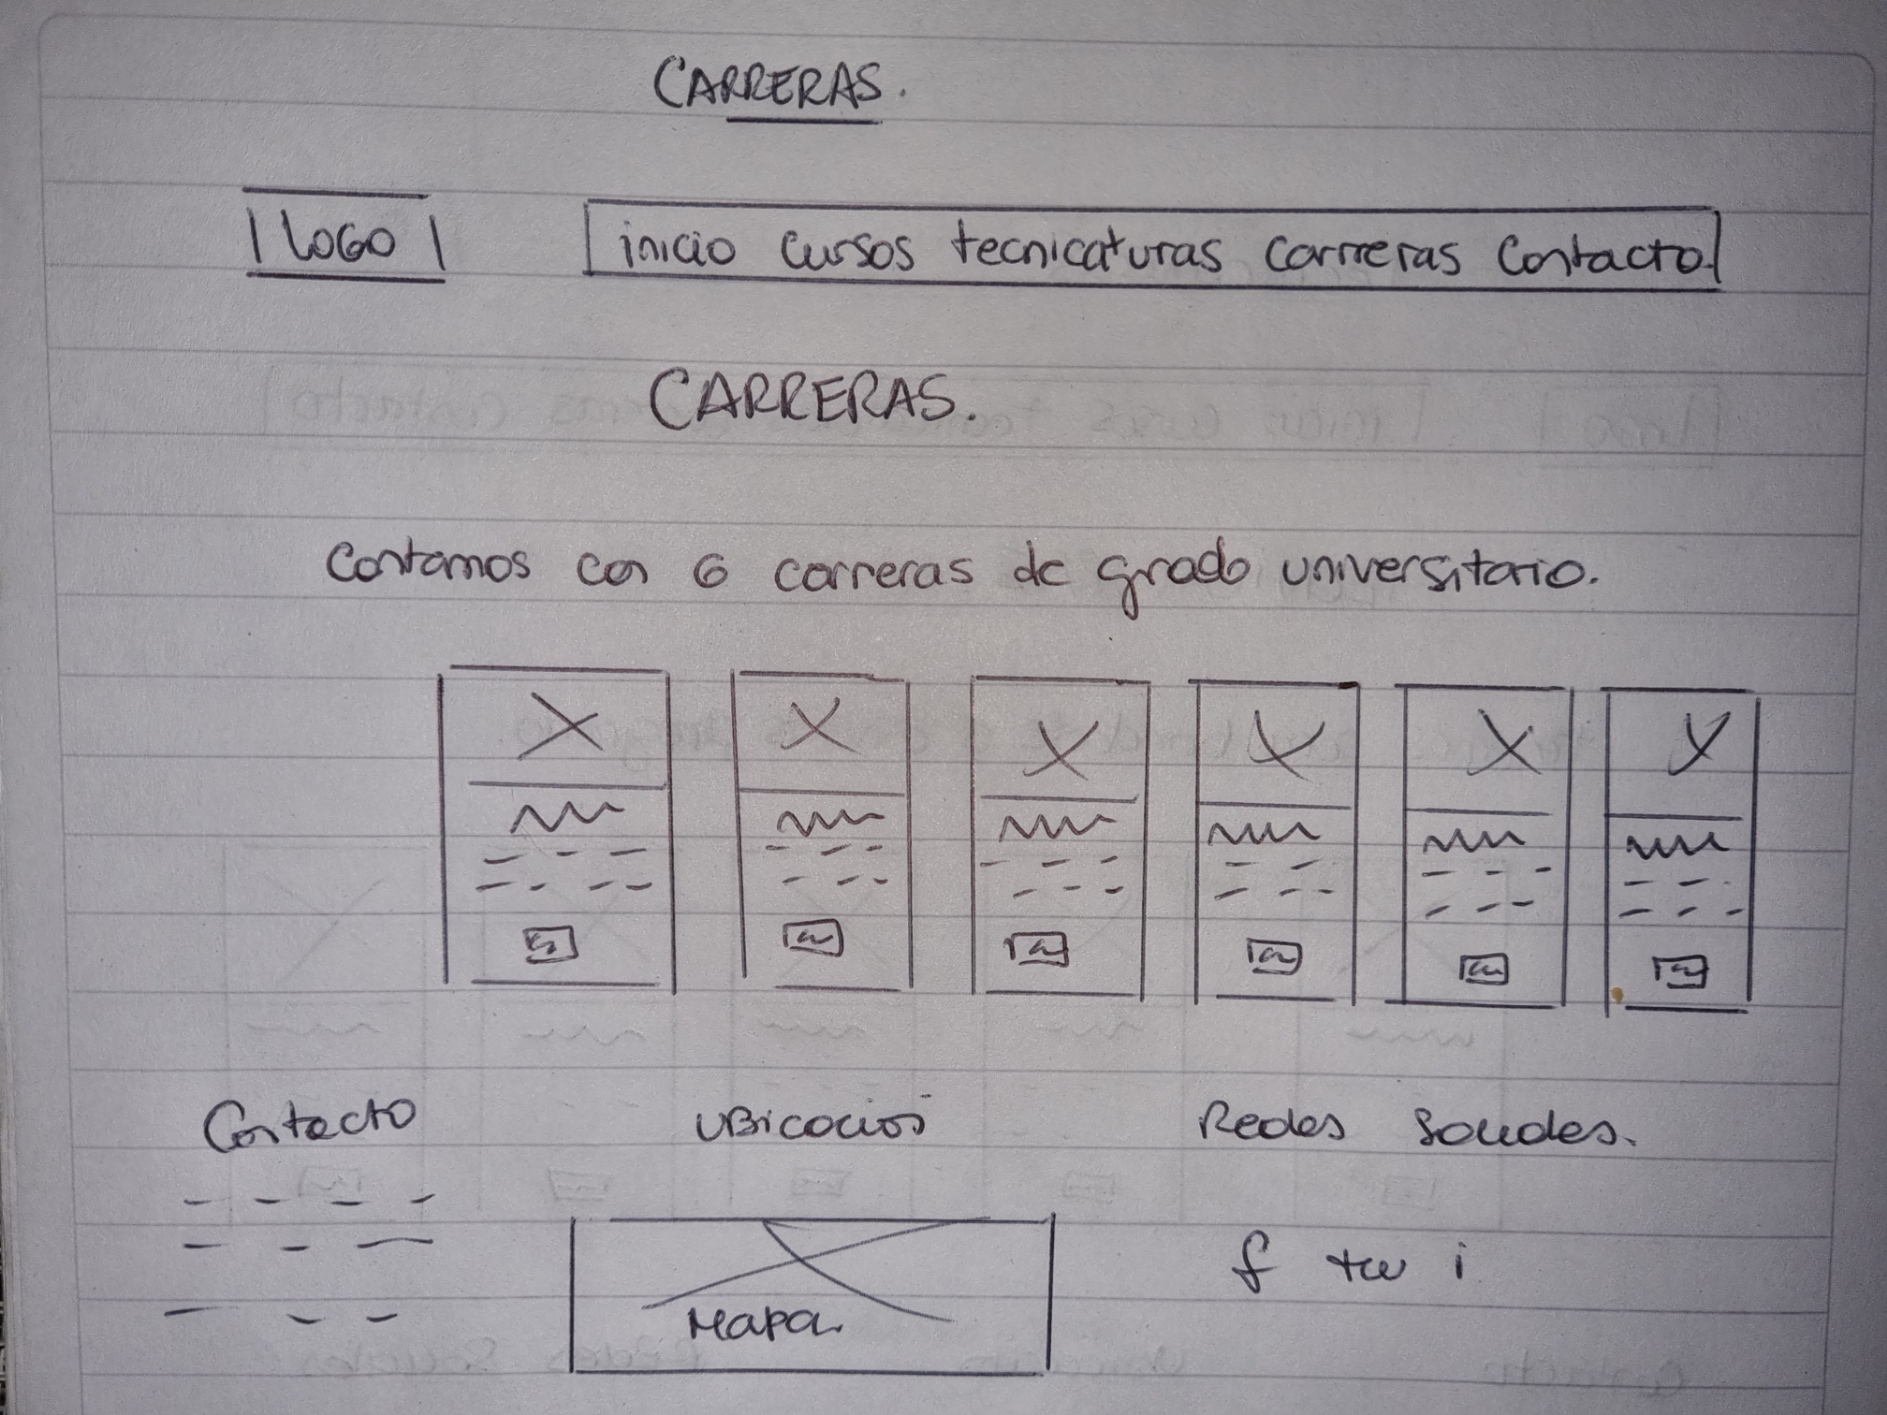 CARRERAS.
LOGO inicio cursos tecnicaturas carreras Contacto.
CARRERAS.
Contamos con 6 carreras de grado universitario.
Contacto Ubicacion Redes Sociales.
f tw i
Mapa.